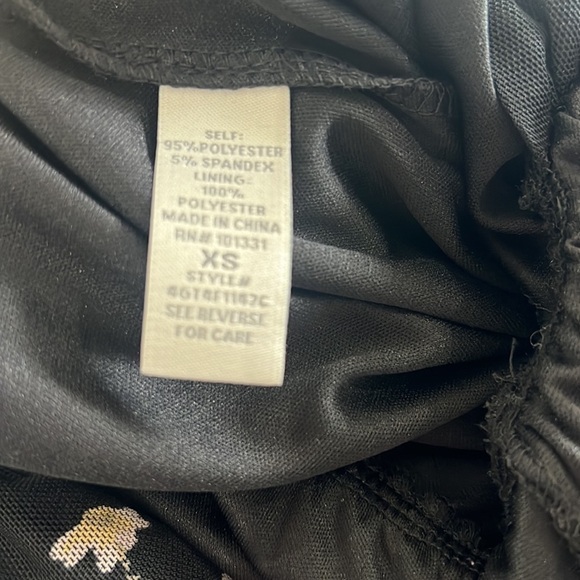 SELF:
95%POLYESTER
5% SPANDEX
LINING:
100%
POLYESTER
MADE IN CHINA
RN# 101331
XS
STYLE#
46T4F1142C
SEE REVERSE
FOR CARE